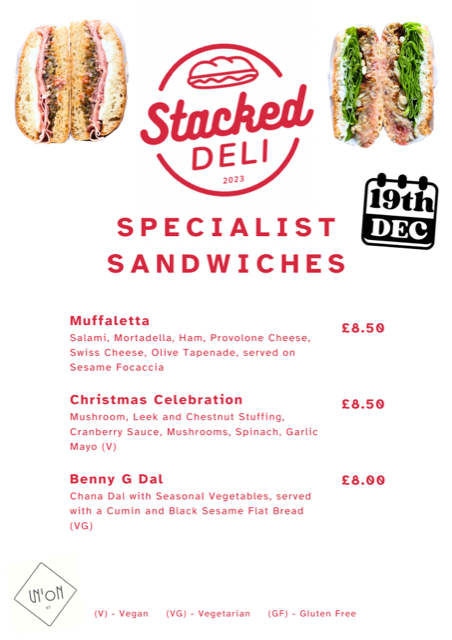 Stacked
DELI
2023
19th
DEC
SPECIALIST
SANDWICHES
Muffaletta
£8.50
Salami, Mortadella, Ham, Provolone Cheese,
Swiss Cheese, Olive Tapenade, served on
Sesame Focaccia
Christmas Celebration
£8.50
Mushroom, Leek and Chestnut Stuffing,
Cranberry Sauce, Mushrooms, Spinach, Garlic
Mayo (V)
Benny G Dal
£8.00
Chana Dal with Seasonal Vegetables, served
with a Cumin and Black Sesame Flat Bread
(VG)
UN'ON
ST
(V) - Vegan (VG) - Vegetarian (GF) - Gluten Free